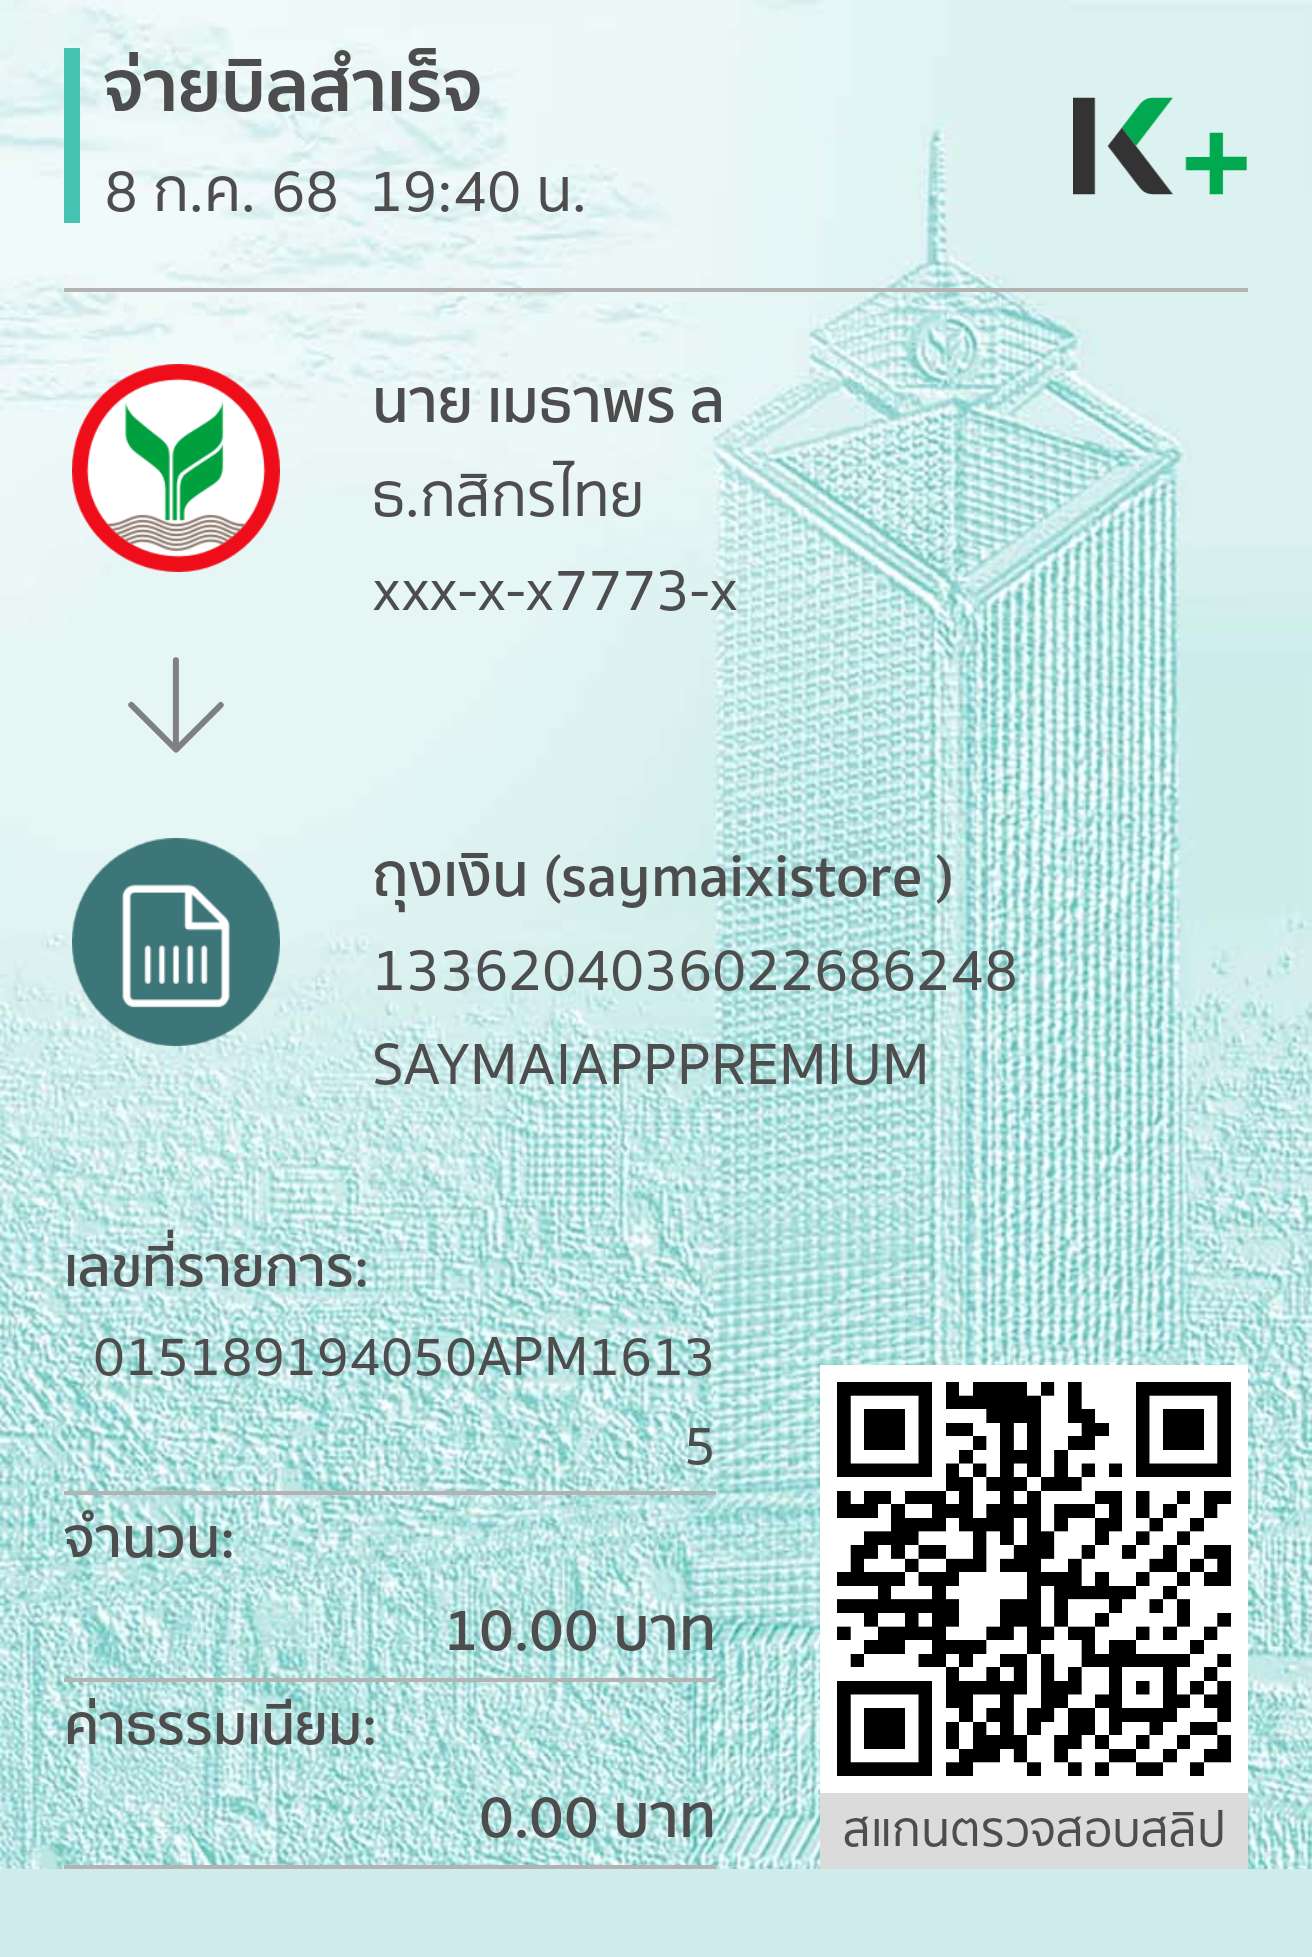 จ่ายบิลสำเร็จ
8 ก.ค. 68 19:40 น.
K+
นาย เมธาพร ล
ธ.กสิกรไทย
xxx-x-x7773-x
ถุงเงิน (saymaixistore )
1336204036022686248
SAYMAIAPPPREMIUM
เลขที่รายการ:
015189194050APM1613
5
จำนวน:
10.00 บาท
ค่าธรรมเนียม:
0.00 บาท
สแกนตรวจสอบสลิป